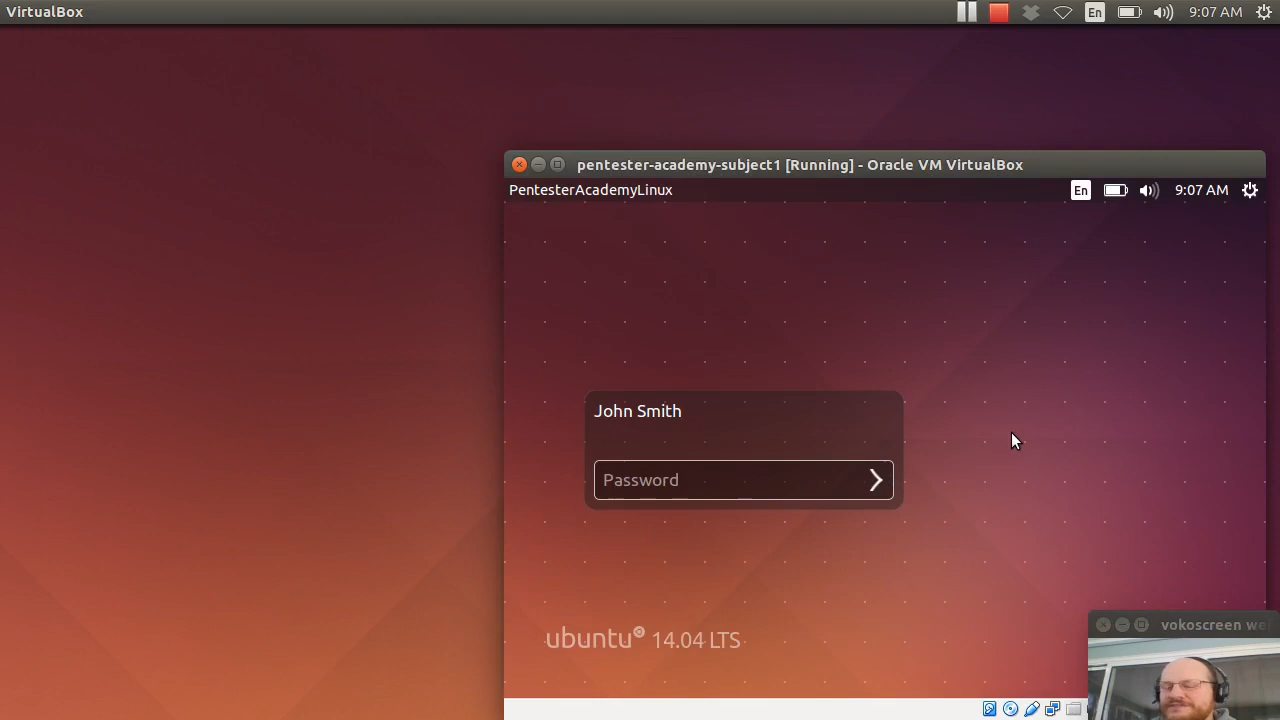 VirtualBox
En
9:07 AM
pentester-academy-subject1 [Running] - Oracle VM VirtualBox
PentesterAcademyLinux
En
9:07 AM
John Smith
Password
ubuntu® 14.04 LTS
vokoscreen we